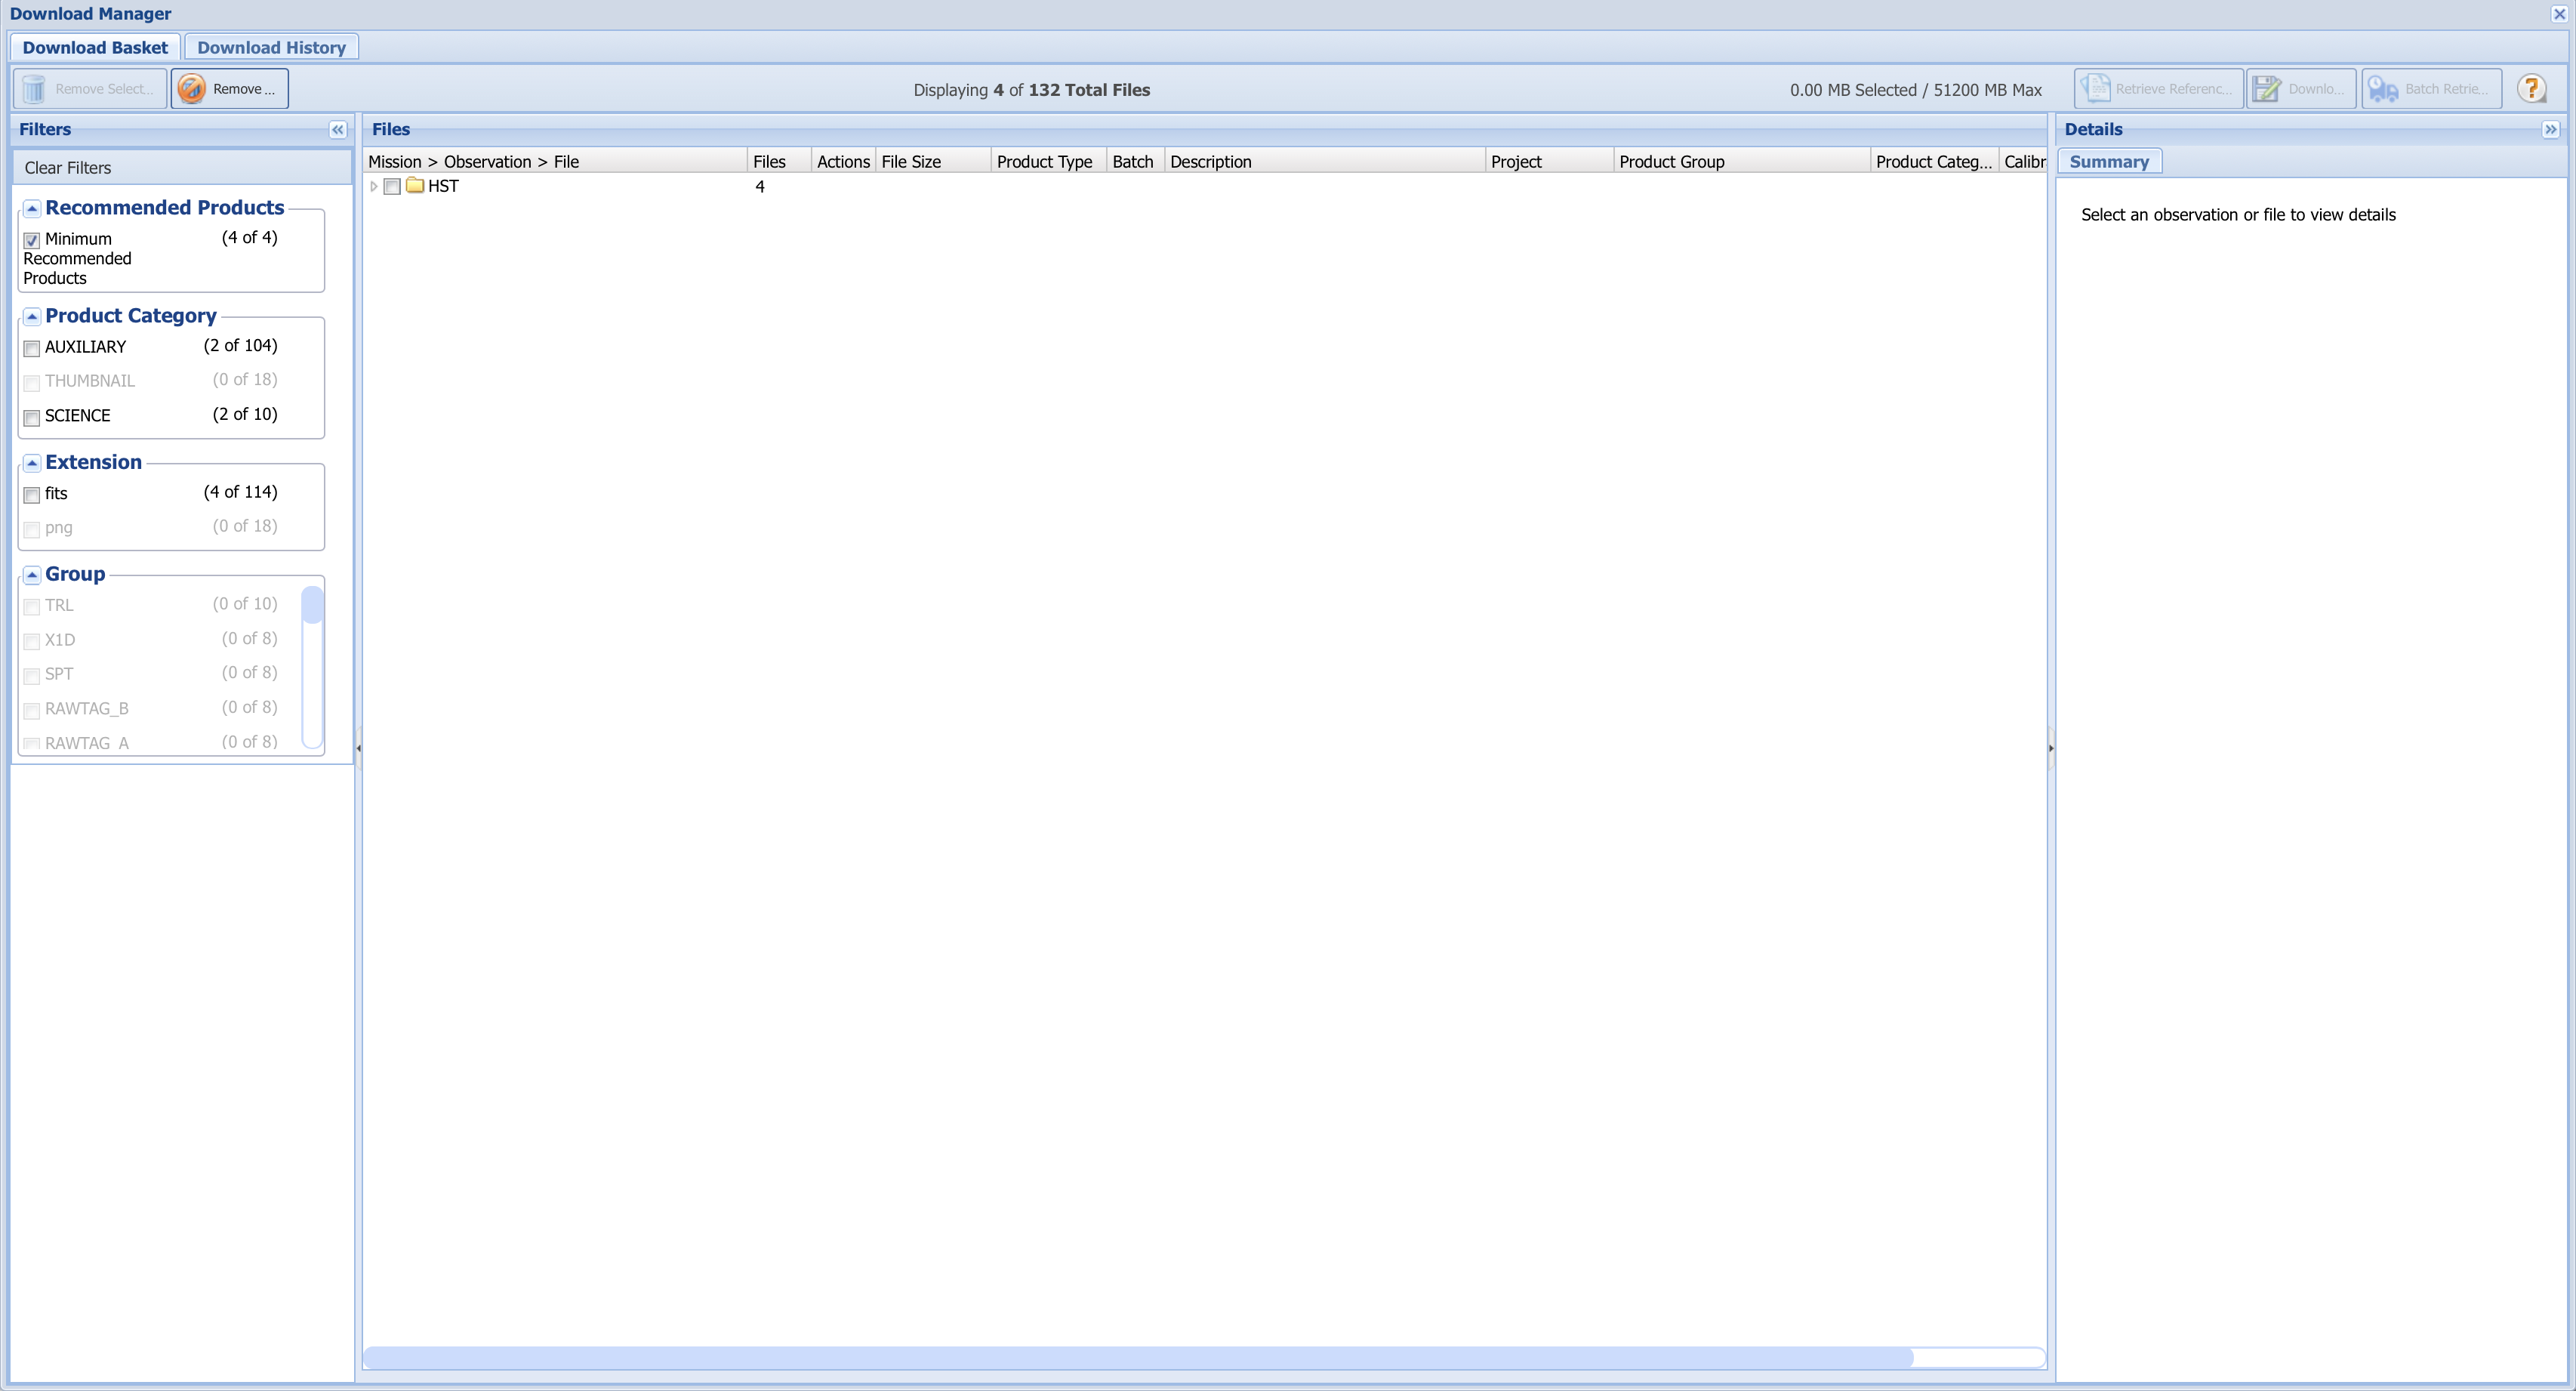 Download Manager
Download Basket Download History
Remove Select... Remove ... Displaying 4 of 132 Total Files 0.00 MB Selected / 51200 MB Max Retrieve Referenc... Downlo... Batch Retrie... ?
Filters Files Details
Clear Filters
Mission > Observation > File Files Actions File Size Product Type Batch Description Project Product Group Product Categ... Calibr
Summary
HST 4
Select an observation or file to view details
Recommended Products
Minimum (4 of 4)
Recommended
Products
Product Category
AUXILIARY (2 of 104)
THUMBNAIL (0 of 18)
SCIENCE (2 of 10)
Extension
fits (4 of 114)
png (0 of 18)
Group
TRL (0 of 10)
X1D (0 of 8)
SPT (0 of 8)
RAWTAG_B (0 of 8)
RAWTAG_A (0 of 8)